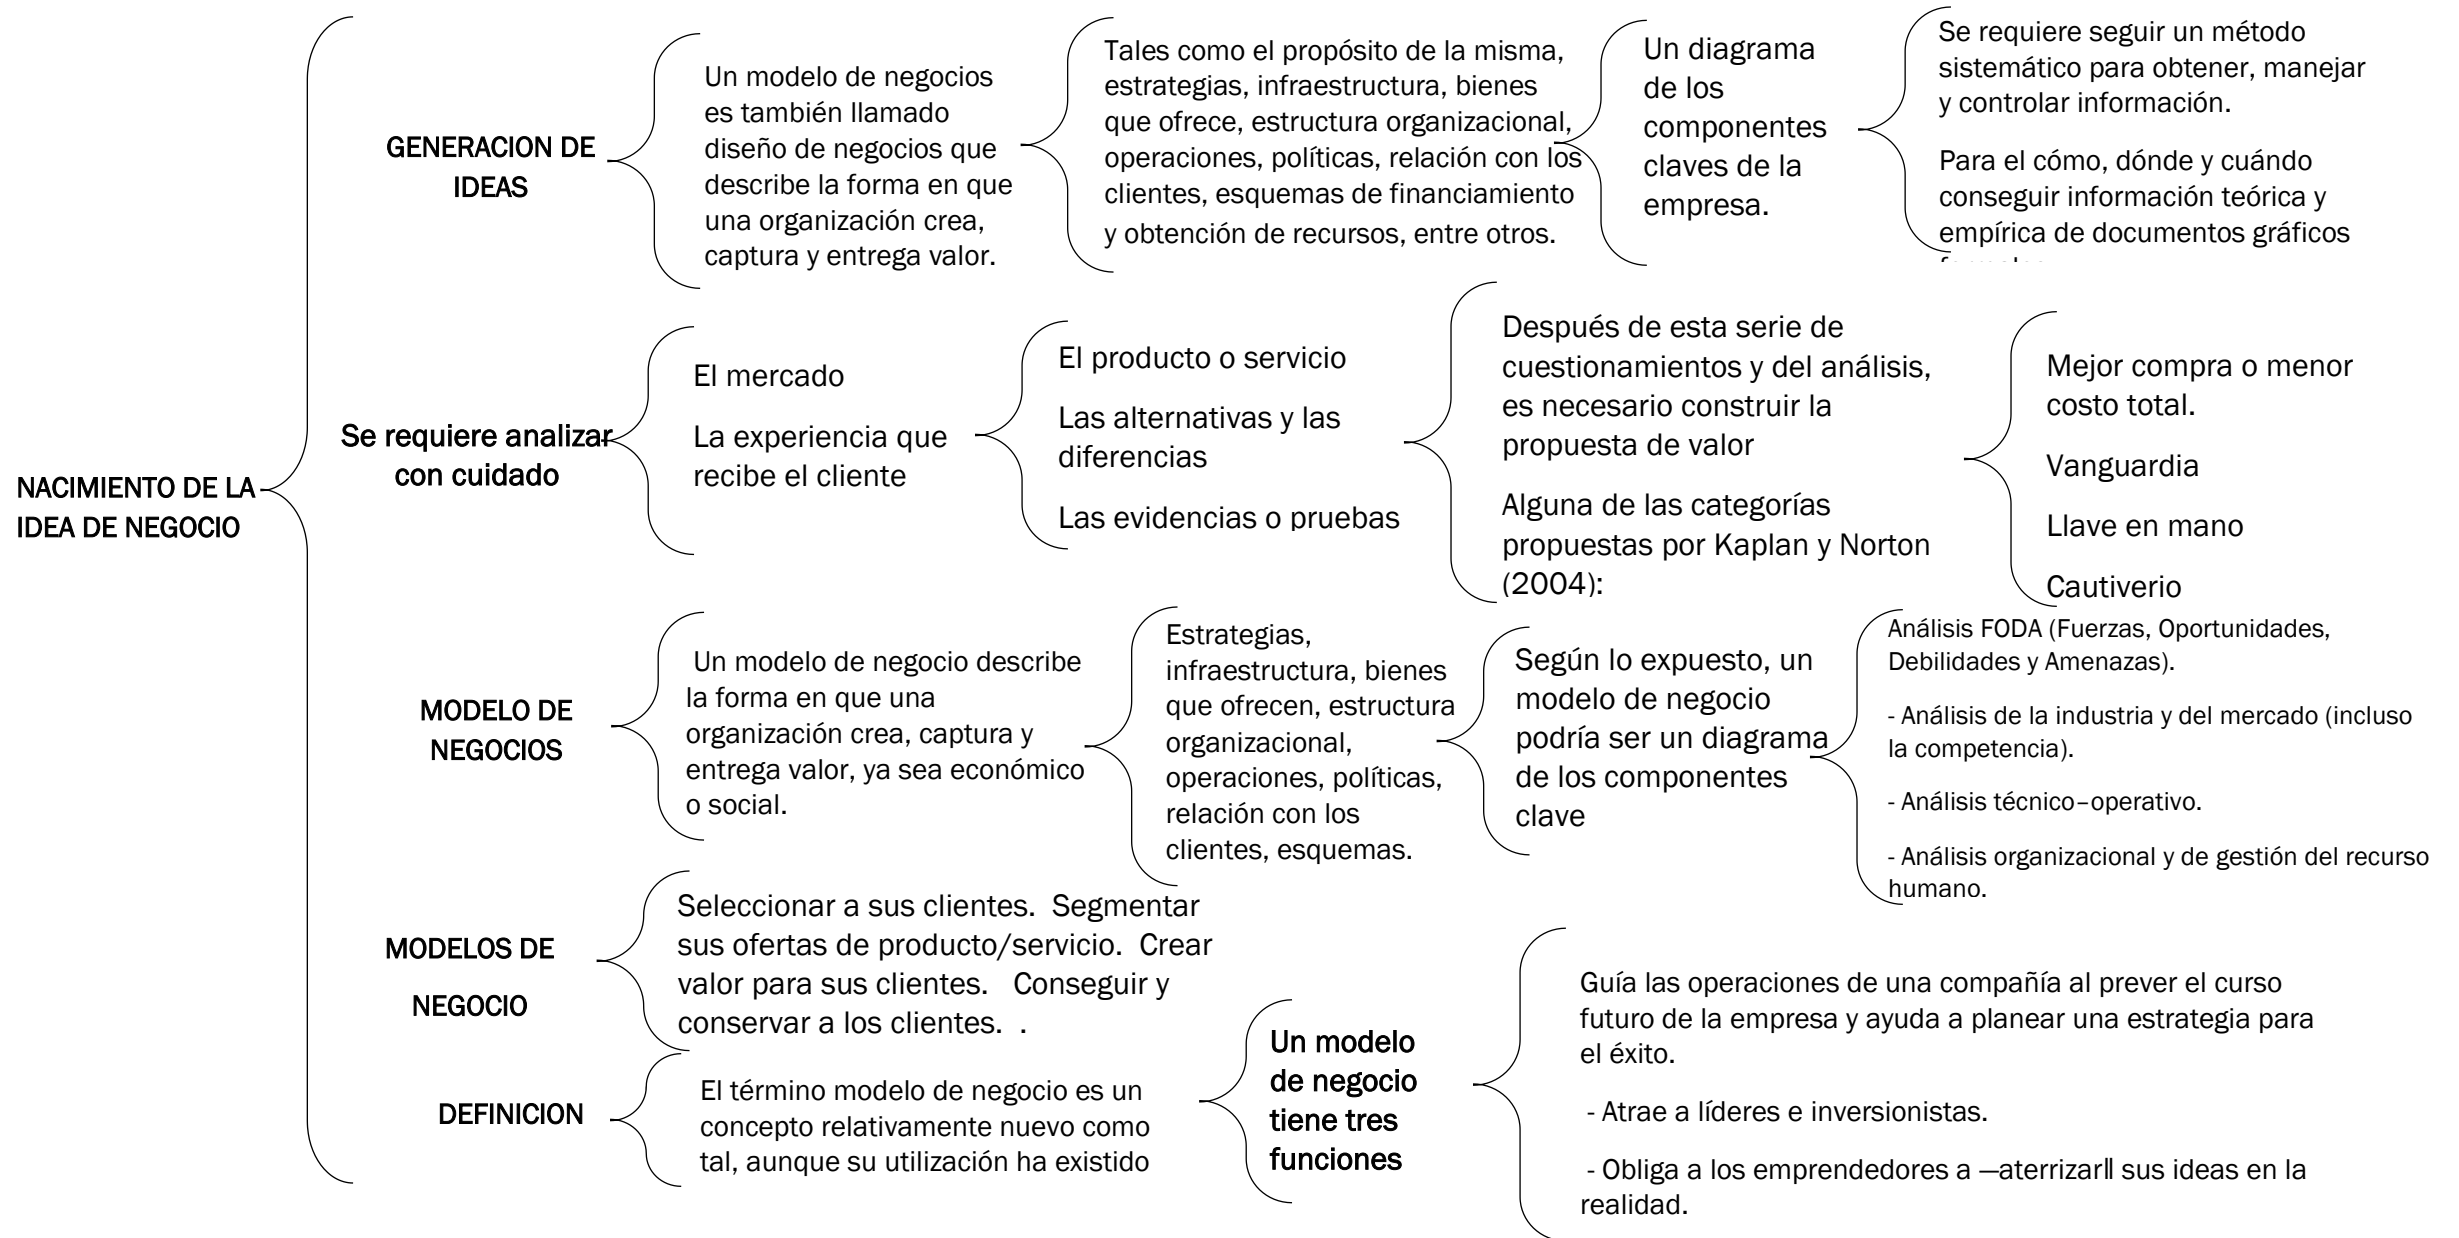 NACIMIENTO DE LA
IDEA DE NEGOCIO
GENERACION DE
IDEAS
Un modelo de negocios
es también llamado
diseño de negocios que
describe la forma en que
una organización crea,
captura y entrega valor.
Tales como el propósito de la misma,
estrategias, infraestructura, bienes
que ofrece, estructura organizacional,
operaciones, políticas, relación con los
clientes, esquemas de financiamiento
y obtención de recursos, entre otros.
Un diagrama
de los
componentes
claves de la
empresa.
Se requiere seguir un método
sistemático para obtener, manejar
y controlar información.
Para el cómo, dónde y cuándo
conseguir información teórica y
empírica de documentos gráficos
Se requiere analizar
con cuidado
El mercado
La experiencia que
recibe el cliente
El producto o servicio
Las alternativas y las
diferencias
Las evidencias o pruebas
Después de esta serie de
cuestionamientos y del análisis,
es necesario construir la
propuesta de valor
Alguna de las categorías
propuestas por Kaplan y Norton
(2004):
Mejor compra o menor
costo total.
Vanguardia
Llave en mano
Cautiverio
MODELO DE
NEGOCIOS
Un modelo de negocio describe
la forma en que una
organización crea, captura y
entrega valor, ya sea económico
o social.
Estrategias,
infraestructura, bienes
que ofrecen, estructura
organizacional,
operaciones, políticas,
relación con los
clientes, esquemas.
Según lo expuesto, un
modelo de negocio
podría ser un diagrama
de los componentes
clave
Análisis FODA (Fuerzas, Oportunidades,
Debilidades y Amenazas).
- Análisis de la industria y del mercado (incluso
la competencia).
- Análisis técnico–operativo.
- Análisis organizacional y de gestión del recurso
humano.
MODELOS DE
NEGOCIO
Seleccionar a sus clientes.  Segmentar
sus ofertas de producto/servicio.  Crear
valor para sus clientes.   Conseguir y
conservar a los clientes.  .
DEFINICION
El término modelo de negocio es un
concepto relativamente nuevo como
tal, aunque su utilización ha existido
Un modelo
de negocio
tiene tres
funciones
Guía las operaciones de una compañía al prever el curso
futuro de la empresa y ayuda a planear una estrategia para
el éxito.
- Atrae a líderes e inversionistas.
- Obliga a los emprendedores a ―aterrizar‖ sus ideas en la
realidad.